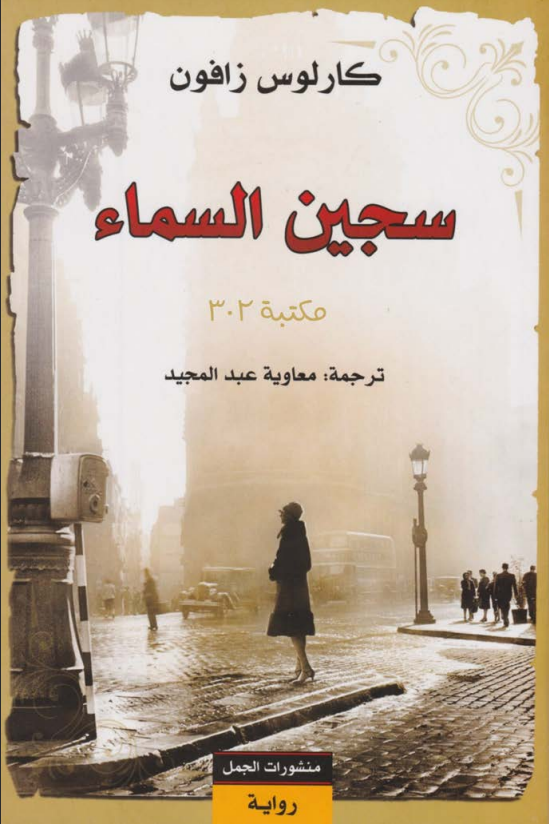 كارلوس زافون
سجين السماء
مكتبة ٣٠٢
ترجمة: معاوية عبد المجيد
منشورات الجمل
رواية